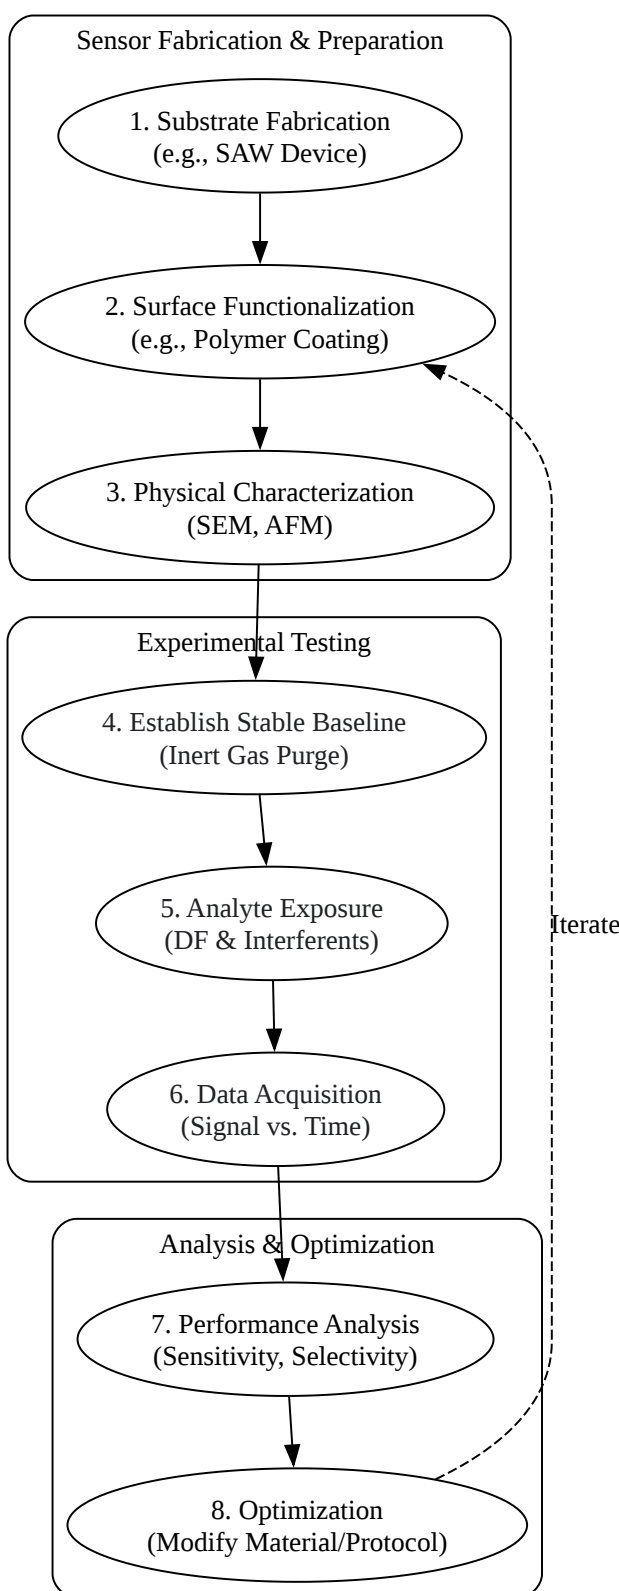 Sensor Fabrication & Preparation
1. Substrate Fabrication
(e.g., SAW Device)
2. Surface Functionalization
(e.g., Polymer Coating)
3. Physical Characterization
(SEM, AFM)
Experimental Testing
4. Establish Stable Baseline
(Inert Gas Purge)
5. Analyte Exposure
(DF & Interferents)
Iterate
6. Data Acquisition
(Signal vs. Time)
Analysis & Optimization
7. Performance Analysis
(Sensitivity, Selectivity)
8. Optimization
(Modify Material/Protocol)